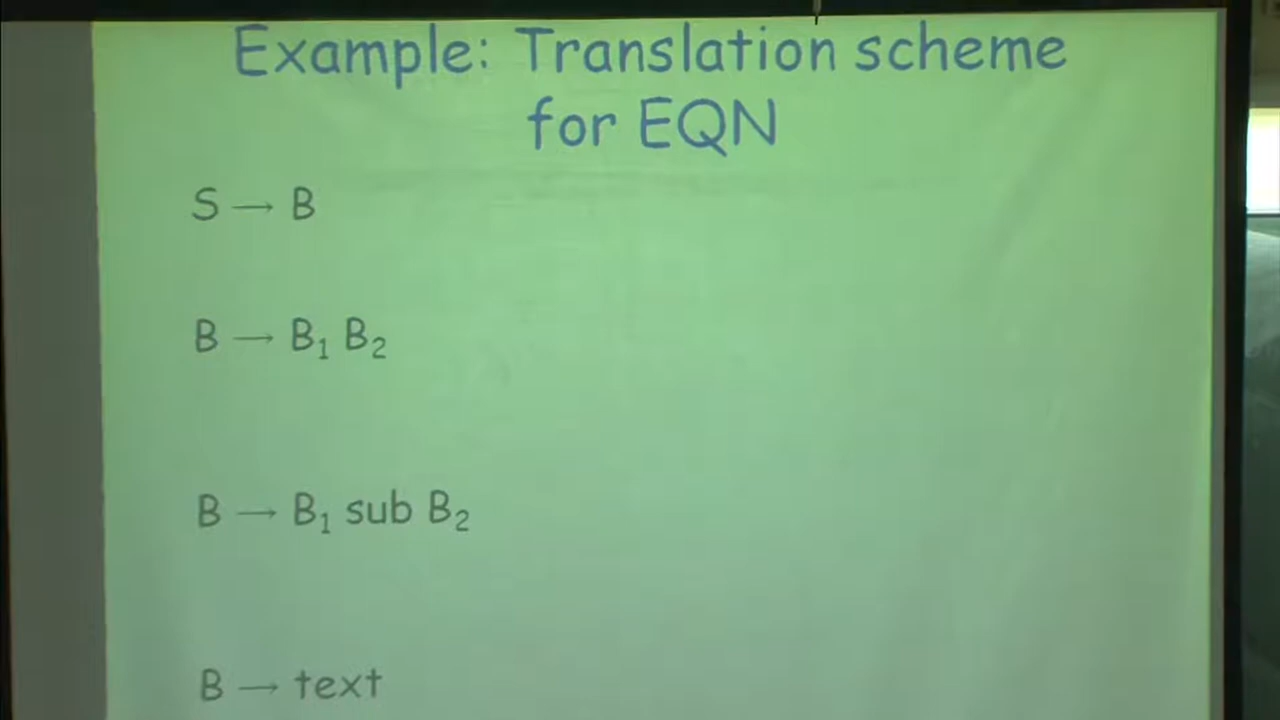 Example: Translation scheme
for EQN
S → B
B → B₁ B₂
B → B₁ sub B₂
B → text